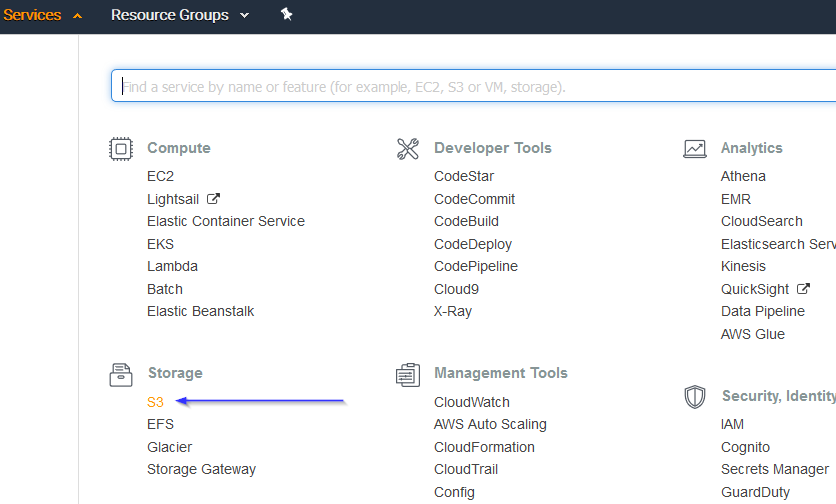 Services
Resource Groups
Find a service by name or feature (for example, EC2, S3 or VM, storage).
Compute
EC2
Lightsail
Elastic Container Service
EKS
Lambda
Batch
Elastic Beanstalk
Developer Tools
CodeStar
CodeCommit
CodeBuild
CodeDeploy
CodePipeline
Cloud9
X-Ray
Analytics
Athena
EMR
CloudSearch
Elasticsearch Serv
Kinesis
QuickSight
Data Pipeline
AWS Glue
Storage
S3
EFS
Glacier
Storage Gateway
Management Tools
CloudWatch
AWS Auto Scaling
CloudFormation
CloudTrail
Config
Security, Identity
IAM
Cognito
Secrets Manager
GuardDuty